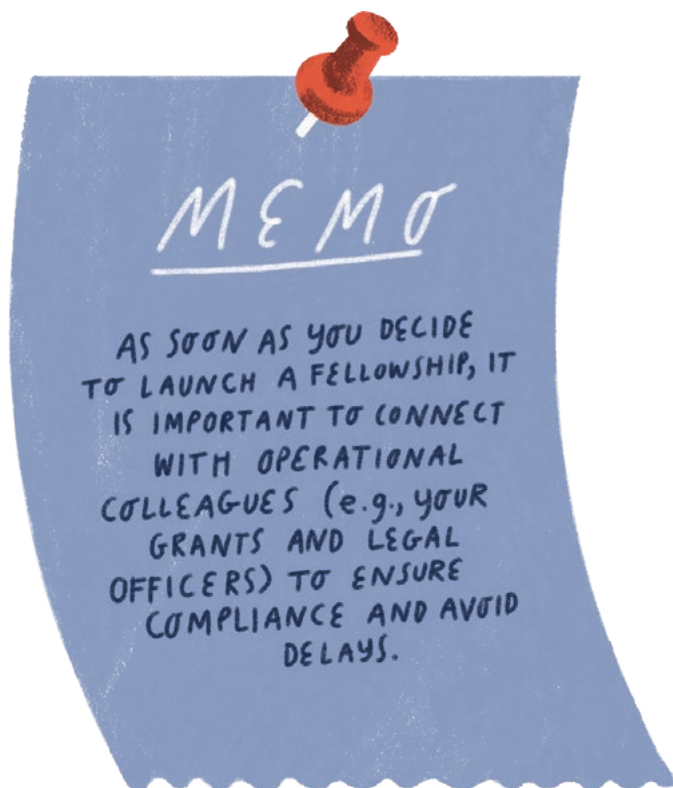 MEMO
AS SOON AS YOU DECIDE
TO LAUNCH A FELLOWSHIP, IT
IS IMPORTANT TO CONNECT
WITH OPERATIONAL
COLLEAGUES (e.g., YOUR
GRANTS AND LEGAL
OFFICERS) TO ENSURE
COMPLIANCE AND AVOID
DELAYS.